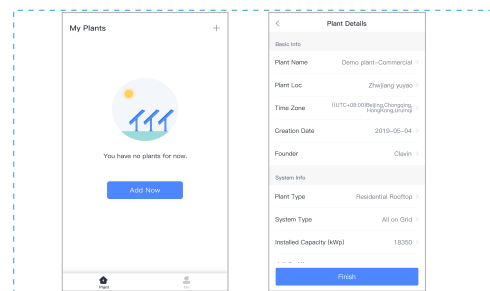 My Plants
+
You have no plants for now.
Add Now
Plant
Me
Plant Details
Basic Info
Plant Name Demo plant-Commercial
Plant Loc Zhwjiang yuyao
Time Zone ((UTC+08:00)Beijing,Chongqing,
HongKong,Urumqi
Creation Date 2019-05-04
Founder Clavin
System Info
Plant Type Residential Rooftop
System Type All on Grid
Installed Capacity (kWp) 18350
Finish